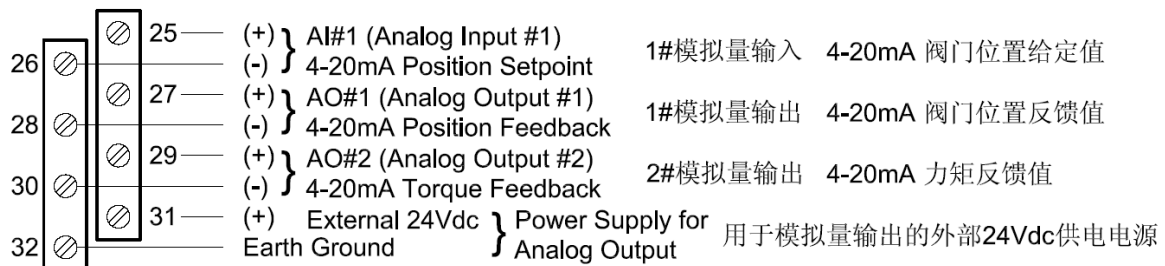 25 (+) AI#1 (Analog Input #1)
26 (-) 4-20mA Position Setpoint
1#模拟量输入 4-20mA 阀门位置给定值
27 (+) AO#1 (Analog Output #1)
28 (-) 4-20mA Position Feedback
1#模拟量输出 4-20mA 阀门位置反馈值
29 (+) AO#2 (Analog Output #2)
30 (-) 4-20mA Torque Feedback
2#模拟量输出 4-20mA 力矩反馈值
31 (+) External 24Vdc Power Supply for
32 Earth Ground Analog Output
用于模拟量输出的外部24Vdc供电电源